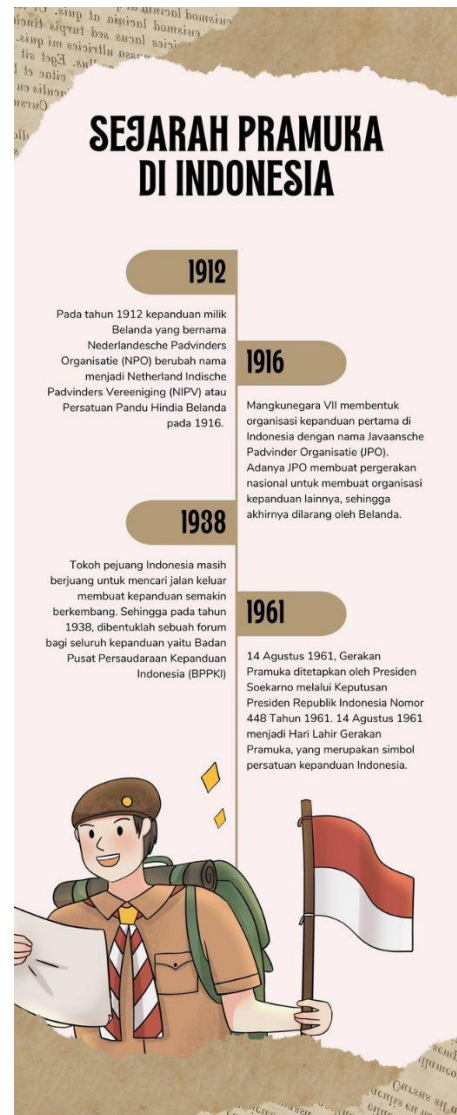 SEJARAH PRAMUKA
DI INDONESIA
1912
Pada tahun 1912 kepanduan milik
Belanda yang bernama
Nederlandesche Padvinders
Organisatie (NPO) berubah nama
menjadi Netherland Indische
Padvinders Vereeniging (NIPV) atau
Persatuan Pandu Hindia Belanda
pada 1916.
1916
Mangkunegara VII membentuk
organisasi kepanduan pertama di
Indonesia dengan nama Javaansche
Padvinder Organisatie (JPO).
Adanya JPO membuat pergerakan
nasional untuk membuat organisasi
kepanduan lainnya, sehingga
akhirnya dilarang oleh Belanda.
1938
Tokoh pejuang Indonesia masih
berjuang untuk mencari jalan keluar
membuat kepanduan semakin
berkembang. Sehingga pada tahun
1938, dibentuklah sebuah forum
bagi seluruh kepanduan yaitu Badan
Pusat Persaudaraan Kepanduan
Indonesia (BPPKI)
1961
14 Agustus 1961, Gerakan
Pramuka ditetapkan oleh Presiden
Soekarno melalui Keputusan
Presiden Republik Indonesia Nomor
448 Tahun 1961. 14 Agustus 1961
menjadi Hari Lahir Gerakan
Pramuka, yang merupakan simbol
persatuan kepanduan Indonesia.